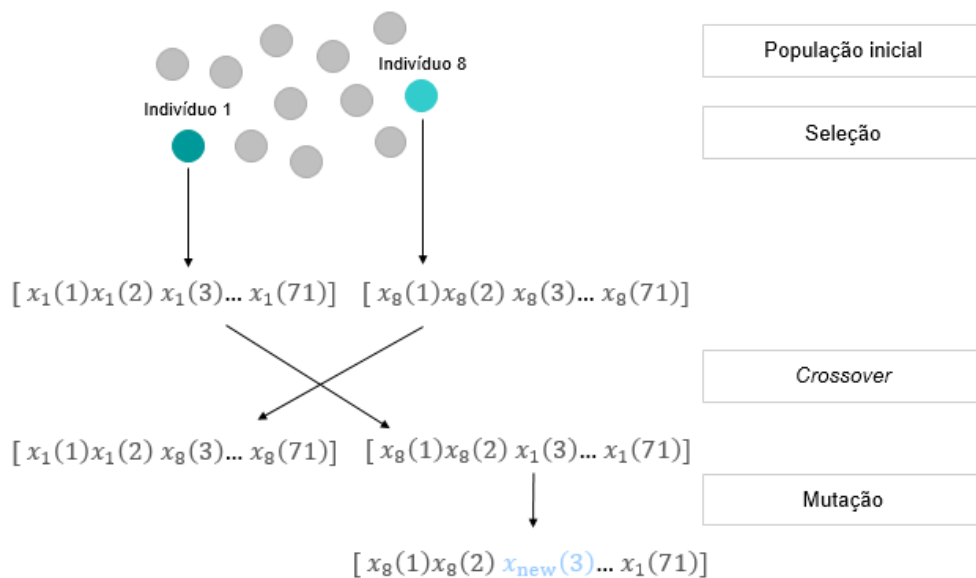 População inicial
Indivíduo 8
Indivíduo 1
Seleção
[ x₁(1)x₁(2) x₁(3)... x₁(71)] [ x₈(1)x₈(2) x₈(3)... x₈(71)]
Crossover
[ x₁(1)x₁(2) x₈(3)... x₈(71)] [ x₈(1)x₈(2) x₁(3)... x₁(71)]
Mutação
[ x₈(1)x₈(2) x_new(3)... x₁(71)]